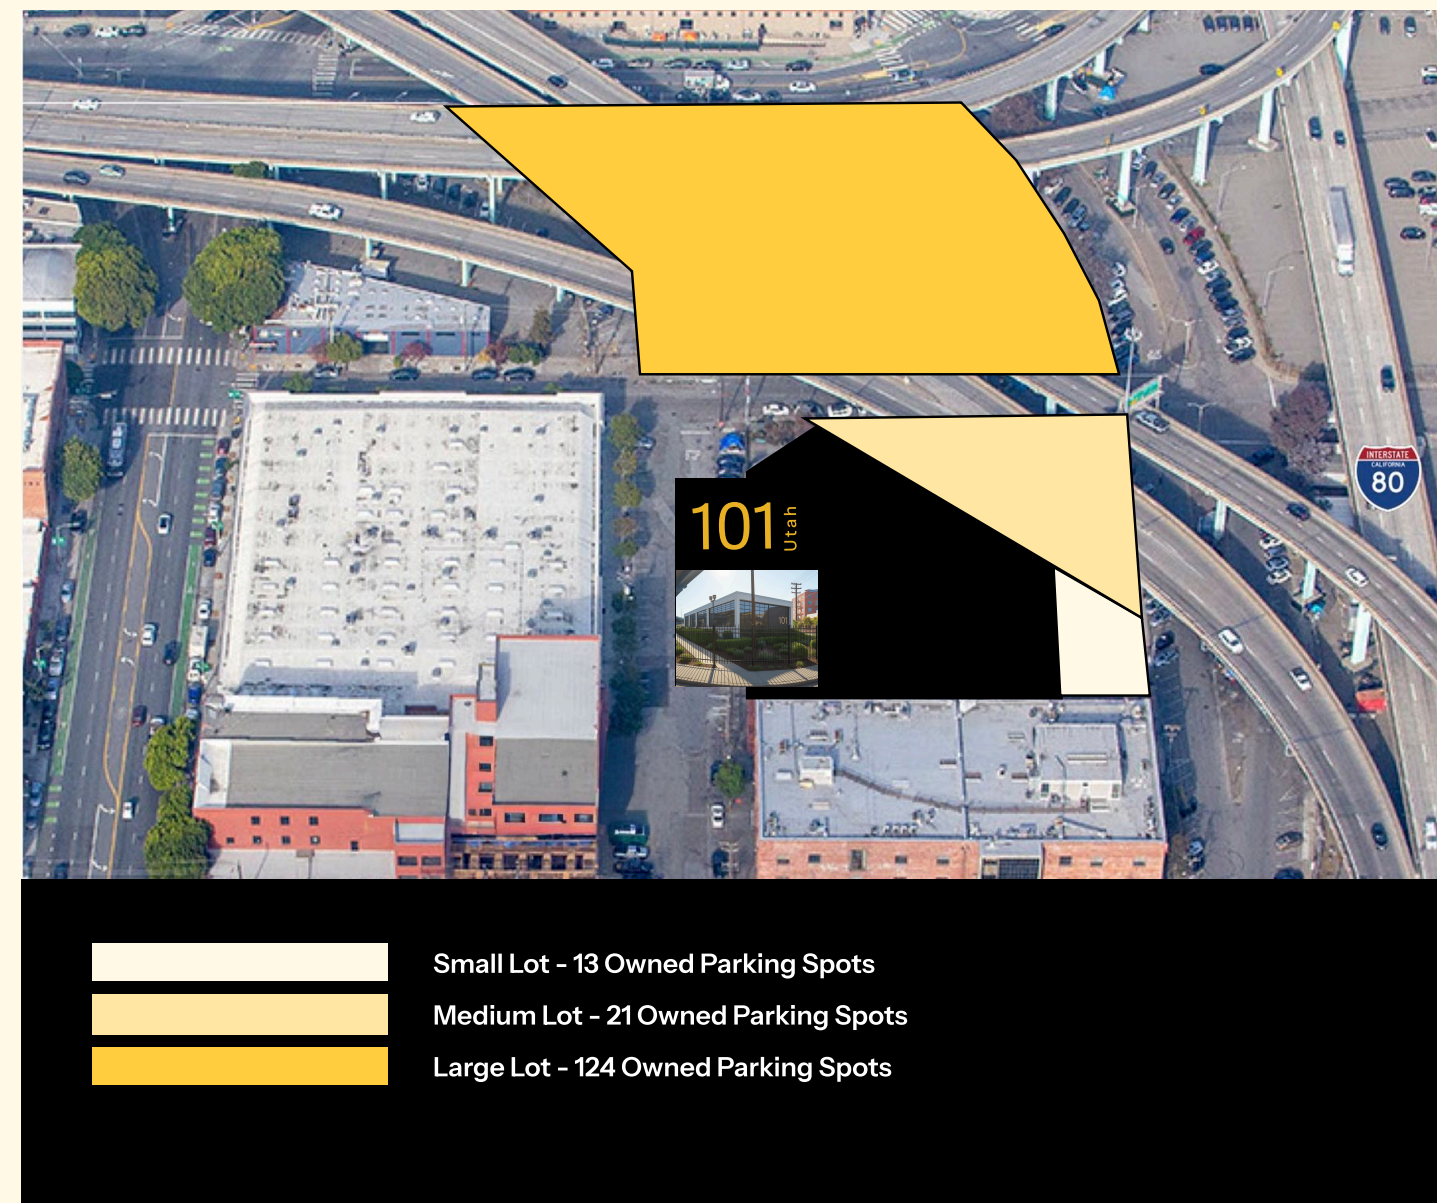 101
Utah
101
INTERSTATE
CALIFORNIA
80
Small Lot - 13 Owned Parking Spots
Medium Lot - 21 Owned Parking Spots
Large Lot - 124 Owned Parking Spots